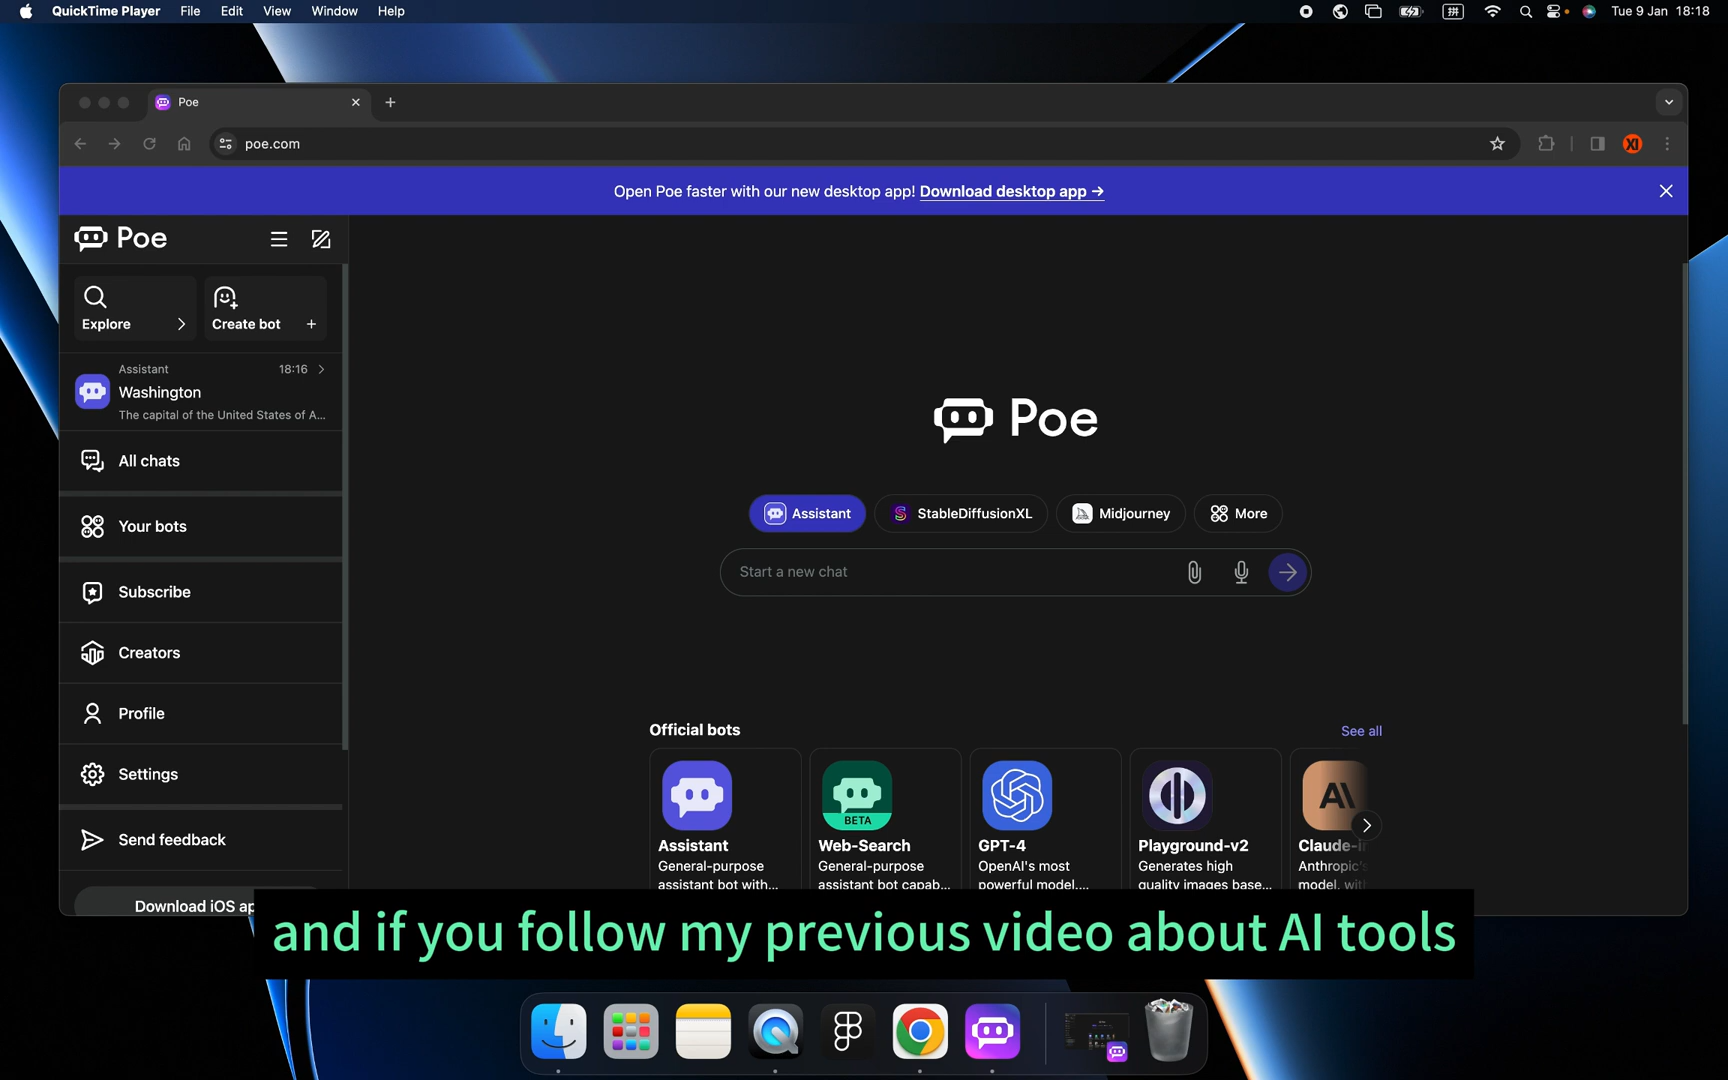 QuickTime Player File Edit View Window Help
拼
Tue 9 Jan 18:18
Poe
poe.com
XI
Open Poe faster with our new desktop app! Download desktop app →
Poe
Explore
Create bot
Assistant 18:16
Washington
The capital of the United States of A...
All chats
Your bots
Subscribe
Creators
Profile
Settings
Send feedback
Download iOS ap
Poe
Assistant StableDiffusionXL Midjourney More
Start a new chat
Official bots See all
BETA
Assistant
General-purpose
assistant bot with...
Web-Search
General-purpose
assistant bot capab...
GPT-4
OpenAI's most
powerful model....
Playground-v2
Generates high
quality images base...
Claude-i
Anthropic's
model, wit
and if you follow my previous video about AI tools